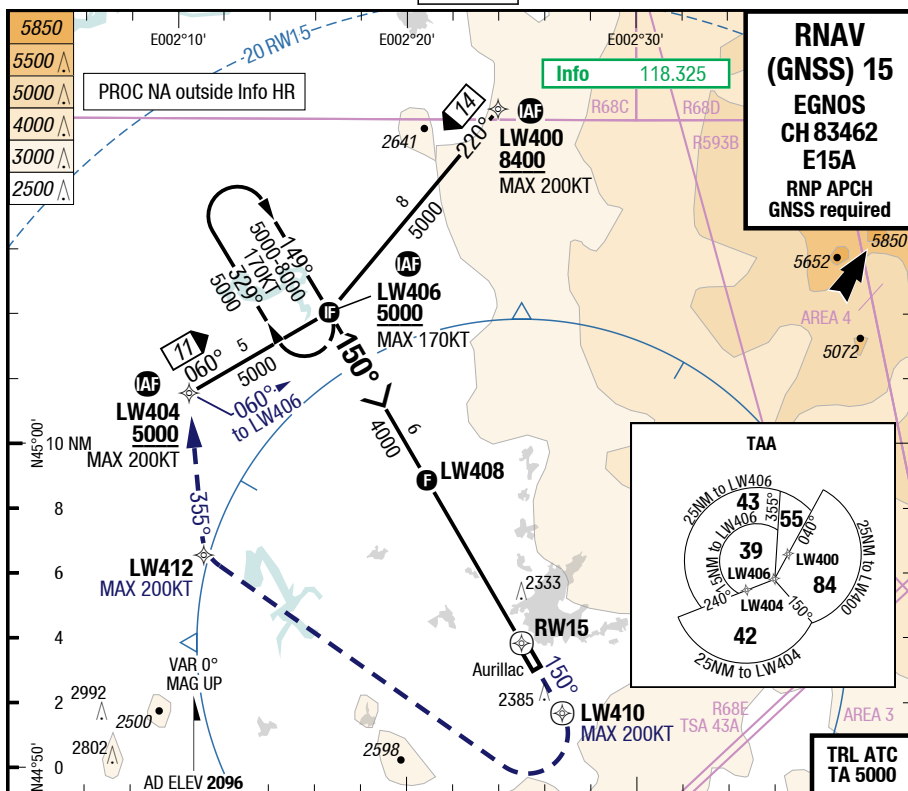 5850
5500
5000
4000
3000
2500
E002°10'
E002°20'
E002°30'
20 RW15
PROC NA outside Info HR
Info 118.325
RNAV
(GNSS) 15
EGNOS
CH 83462
E15A
RNP APCH
GNSS required
R68C
R68D
R593B
2641
14
220°
IAF
LW400
8400
MAX 200KT
8
5000
149°
5000-8000
170KT
329°
5000
IAF
LW406
5000
MAX 170KT
IF
5652
5850
AREA 4
5072
11
060°
5
5000
150°
IAF
LW404
5000
MAX 200KT
060°
to LW406
6
4000
F
LW408
N45°00'
10 NM
8
6
4
2
0
N44°50'
355°
LW412
MAX 200KT
2333
RW15
Aurillac
150°
2385
LW410
MAX 200KT
VAR 0°
MAG UP
2992
2500
2802
2598
AD ELEV 2096
TAA
25NM to LW406
43
355°
55
040°
15NM to LW406
39
LW406
LW400
25NM to LW400
84
240°
LW404
150°
42
25NM to LW404
R68E
TSA 43A
AREA 3
TRL ATC
TA 5000